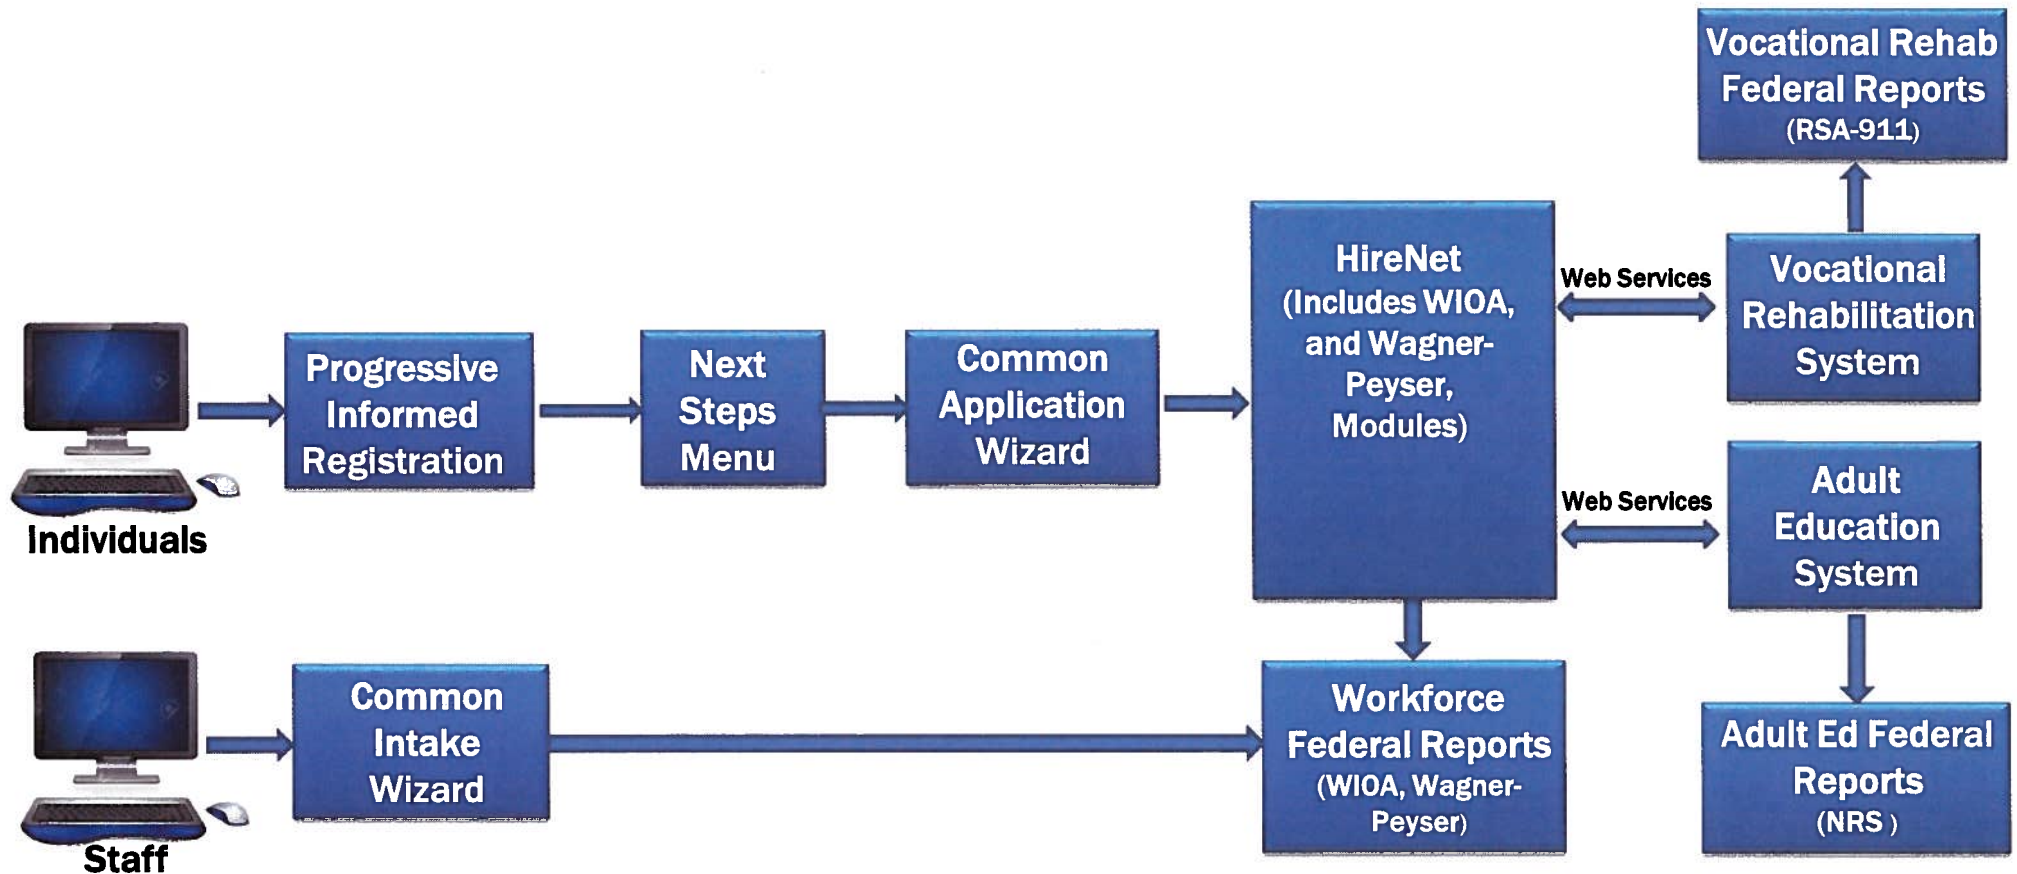 Vocational Rehab
Federal Reports
(RSA-911)
HireNet
(Includes WIOA,
and Wagner-
Peyser,
Modules)
Web Services
Vocational
Rehabilitation
System
Individuals
Progressive
Informed
Registration
Next
Steps
Menu
Common
Application
Wizard
Web Services
Adult
Education
System
Staff
Common
Intake
Wizard
Workforce
Federal Reports
(WIOA, Wagner-
Peyser)
Adult Ed Federal
Reports
(NRS )